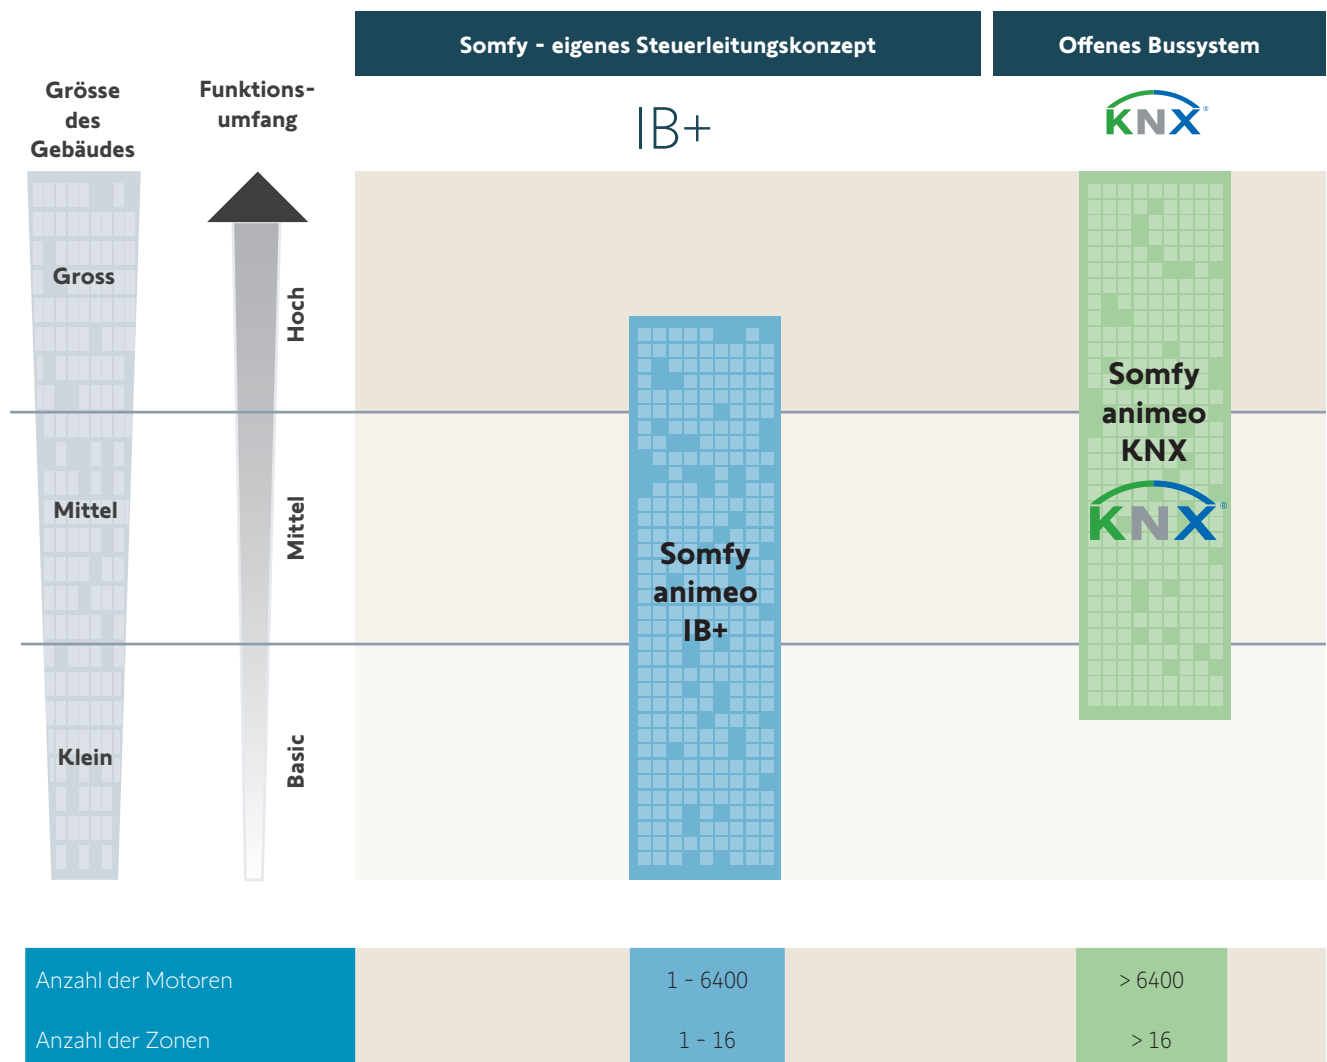 Somfy - eigenes Steuerleitungskonzept
Offenes Bussystem
Grösse
des
Gebäudes
Funktions-
umfang
IB+
KNX®
Gross
Hoch
Mittel
Mittel
Klein
Basic
Somfy
animeo
IB+
Somfy
animeo
KNX
KNX®
Anzahl der Motoren
1 - 6400
> 6400
Anzahl der Zonen
1 - 16
> 16